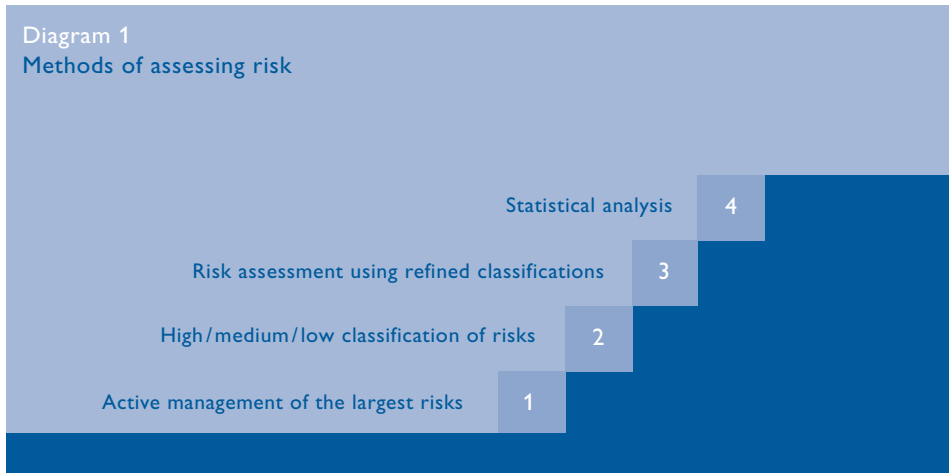 Diagram 1
Methods of assessing risk
Statistical analysis 4
Risk assessment using refined classifications 3
High/medium/low classification of risks 2
Active management of the largest risks 1